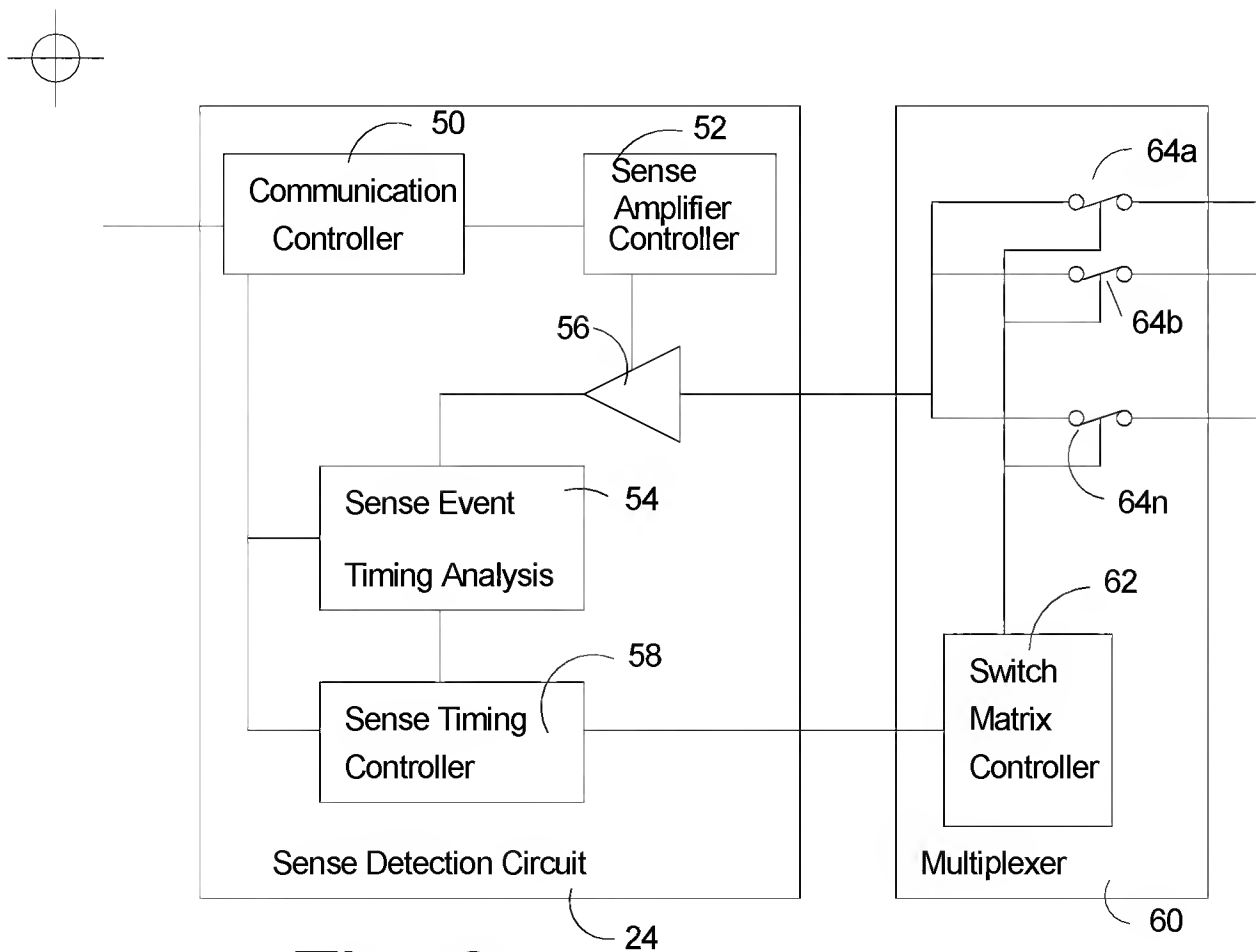 50
52
64a
Communication
Controller
Sense
Amplifier
Controller
56
64b
Sense Event
Timing Analysis
54
64n
62
58
Sense Timing
Controller
Switch
Matrix
Controller
Sense Detection Circuit
Multiplexer
24
60